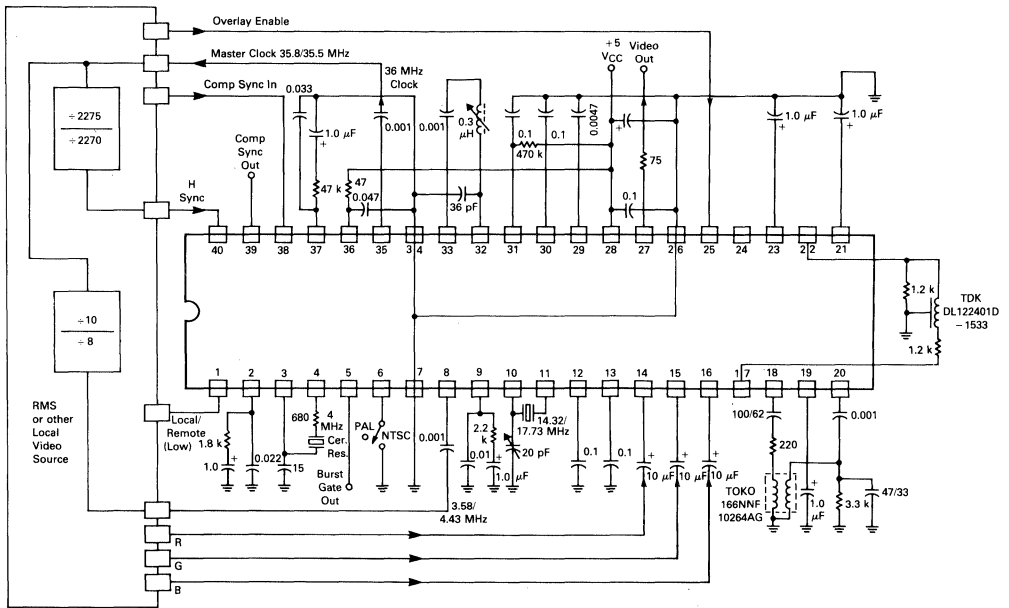 Overlay Enable
Master Clock 35.8/35.5 MHz
Comp Sync In
36 MHz
Clock
+5
VCC
Video
Out
÷ 2275
÷ 2270
Comp
Sync
Out
H
Sync
0.033
1.0 µF
+
47 k
47
0.047
0.001
0.001
0.3
µH
36 pF
0.1
470 k
0.1
0.0047
+
0.1
75
1.0 µF
+
1.0 µF
+
40
39
38
37
36
35
3 4
33
32
31
30
29
28
27
2 6
25
24
23
2 2
21
1.2 k
TDK
DL122401D
– 1533
1.2 k
÷10
÷ 8
1
2
3
4
5
6
7
8
9
10
11
12
13
14
15
16
1 7
18
19
20
RMS
or other
Local
Video
Source
Local/
Remote
(Low)
1.8 k
1.0
+
0.022
680
4
MHz
Cer.
Res.
15
Burst
Gate
Out
PAL
NTSC
0.001
3.58/
4.43 MHz
2.2
k
0.01
+
1.0
µF
20 pF
14.32/
17.73 MHz
0.1
0.1
+
10 µF
+
10 µF
+
10 µF
100/62
220
TOKO
166NNF
10264AG
+
1.0
µF
0.001
3.3 k
47/33
R
G
B